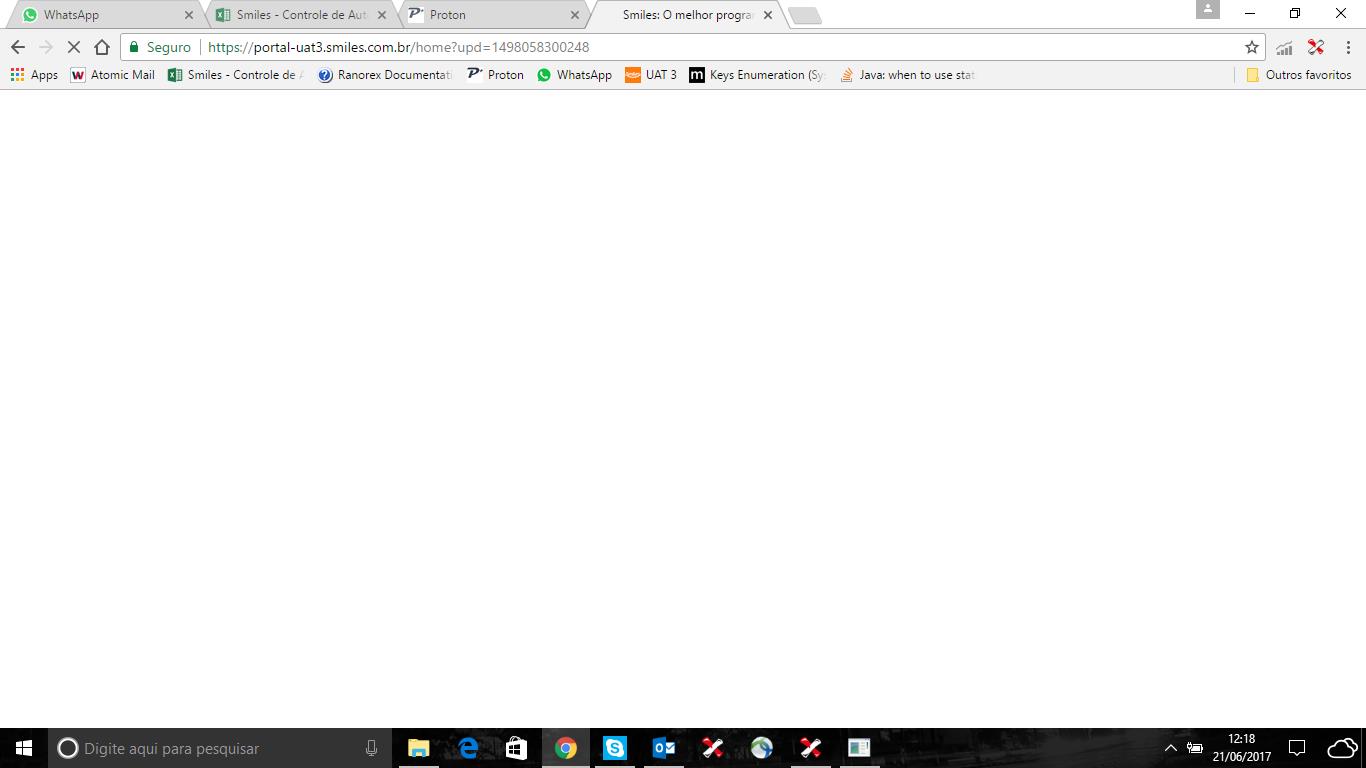 WhatsApp
Smiles - Controle de Aut
Proton
Smiles: O melhor progra
Seguro
https://portal-uat3.smiles.com.br/home?upd=1498058300248
Apps
Atomic Mail
Smiles - Controle de A
Ranorex Documentati
Proton
WhatsApp
UAT 3
Keys Enumeration (Sy
Java: when to use stat
Outros favoritos
Digite aqui para pesquisar
12:18
21/06/2017